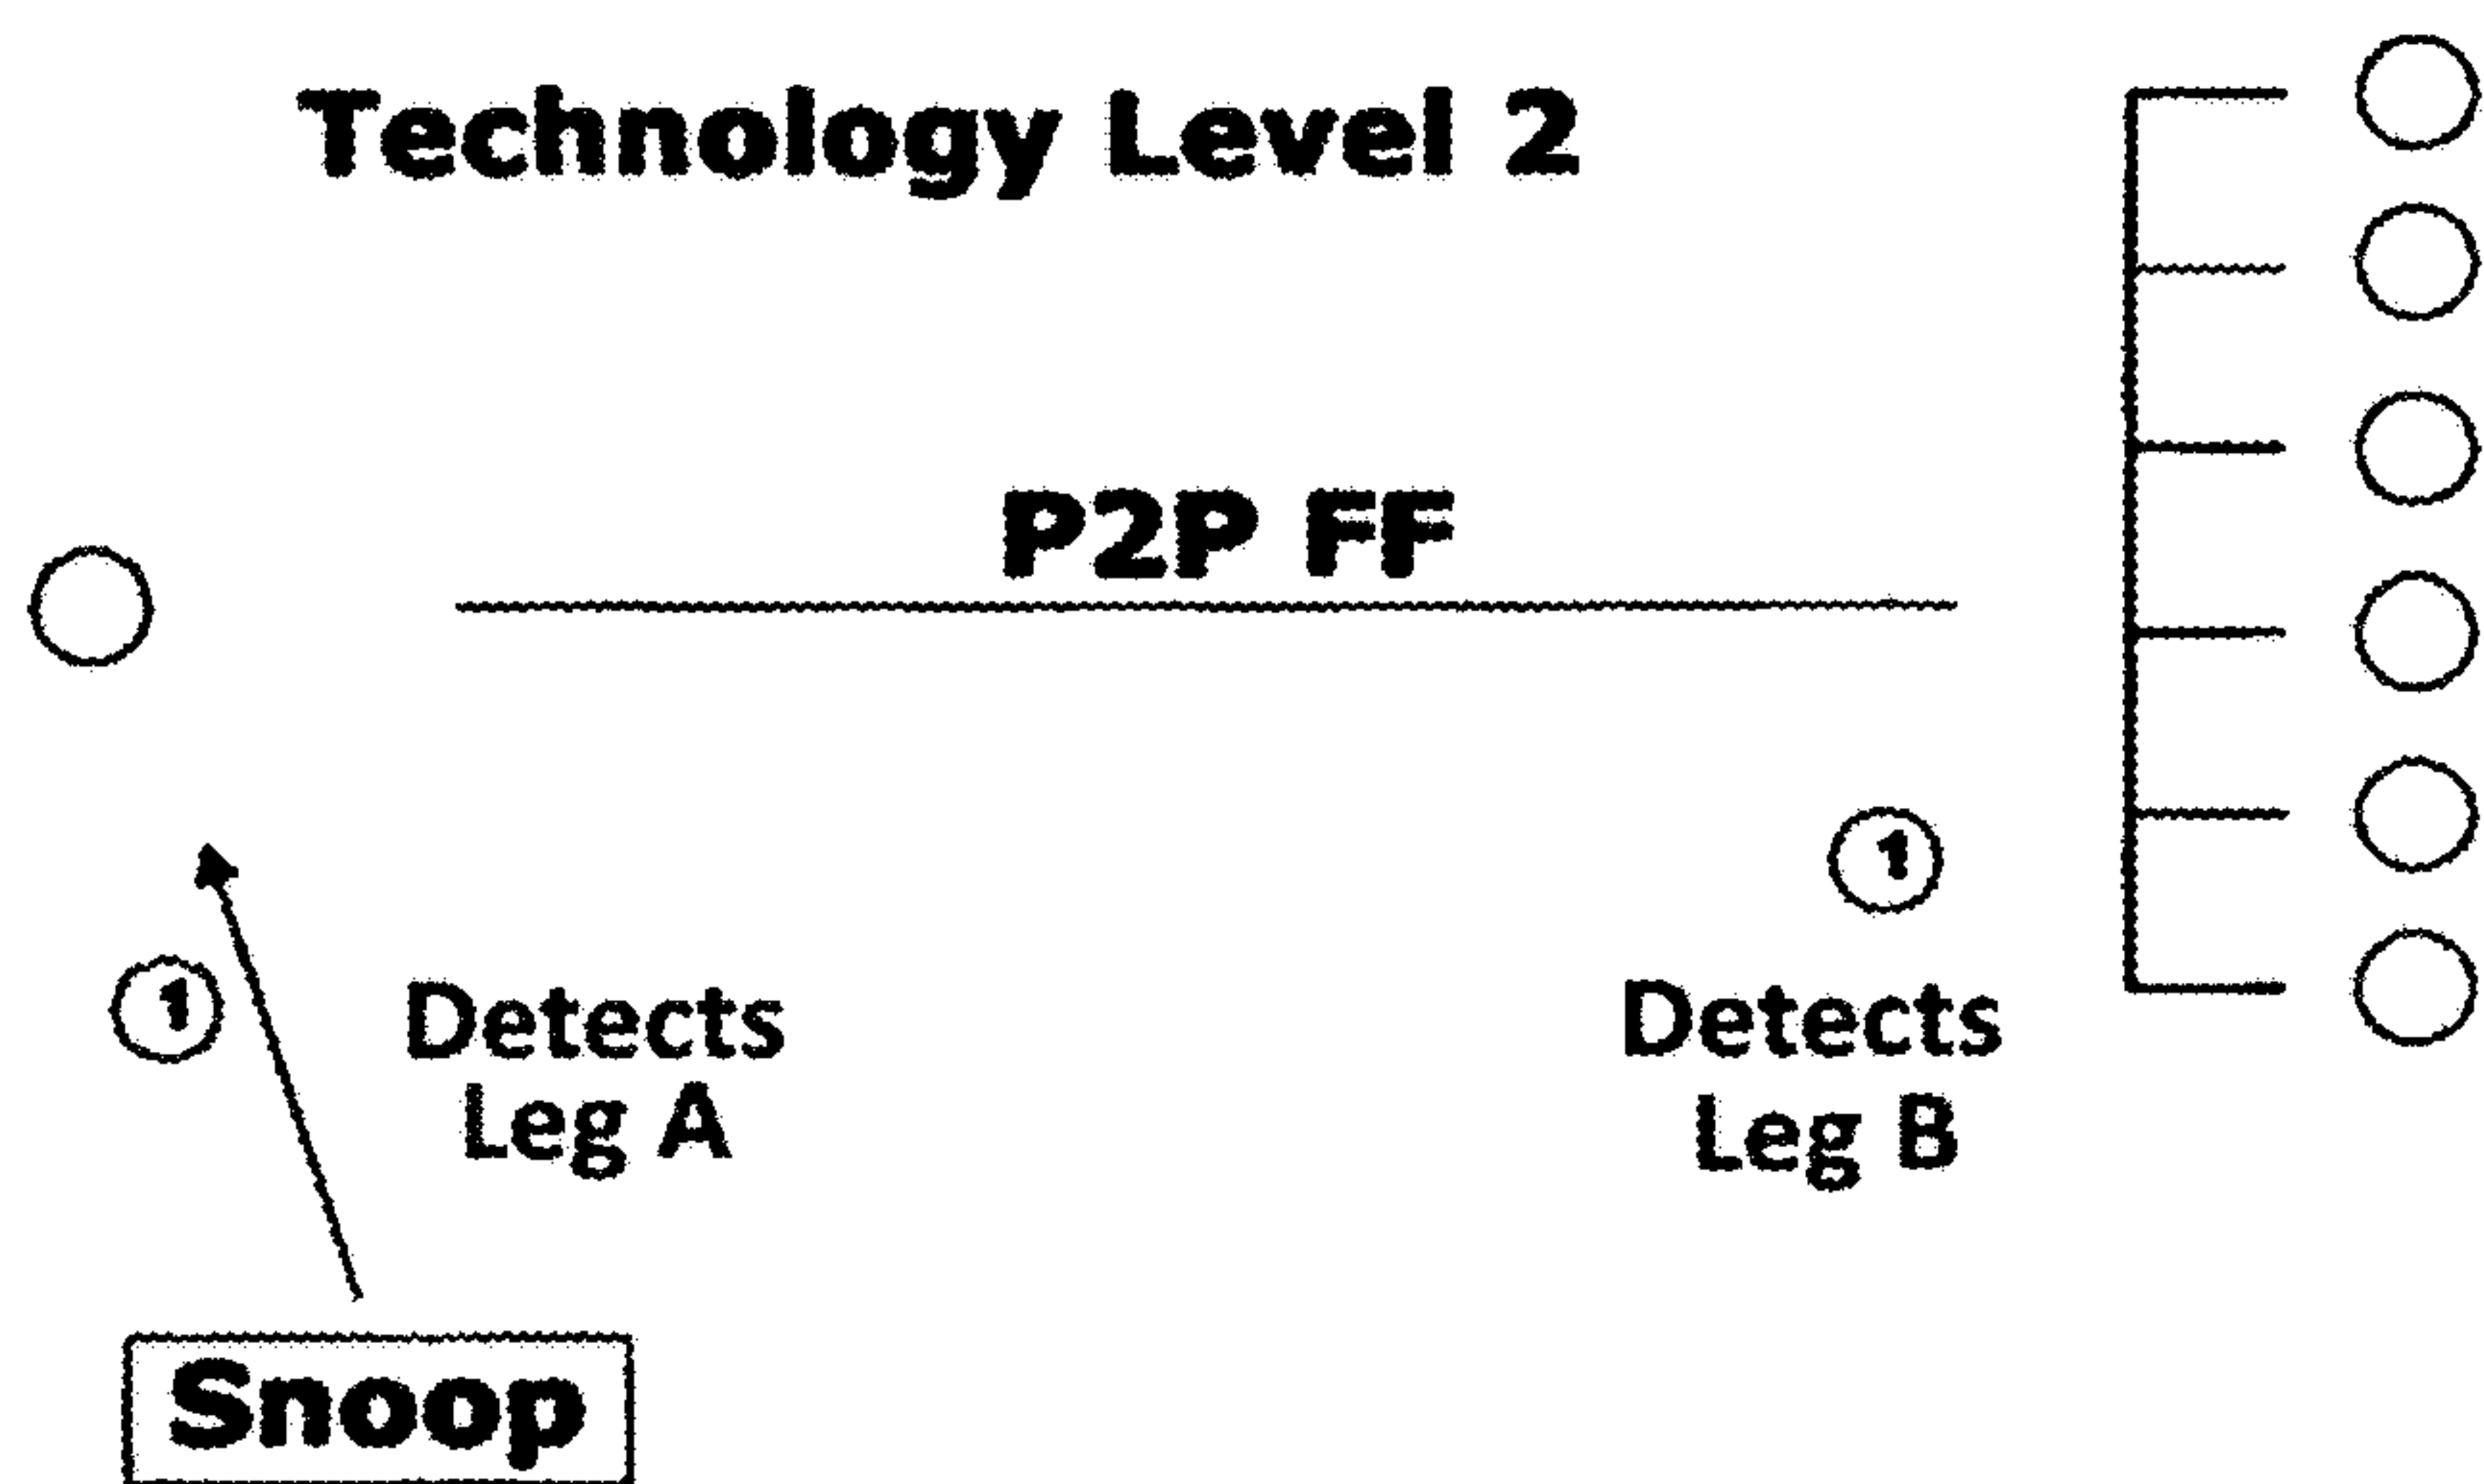 Technology Level 2
P2P FF
1
1
Detects
Leg A
Detects
Leg B
Snoop